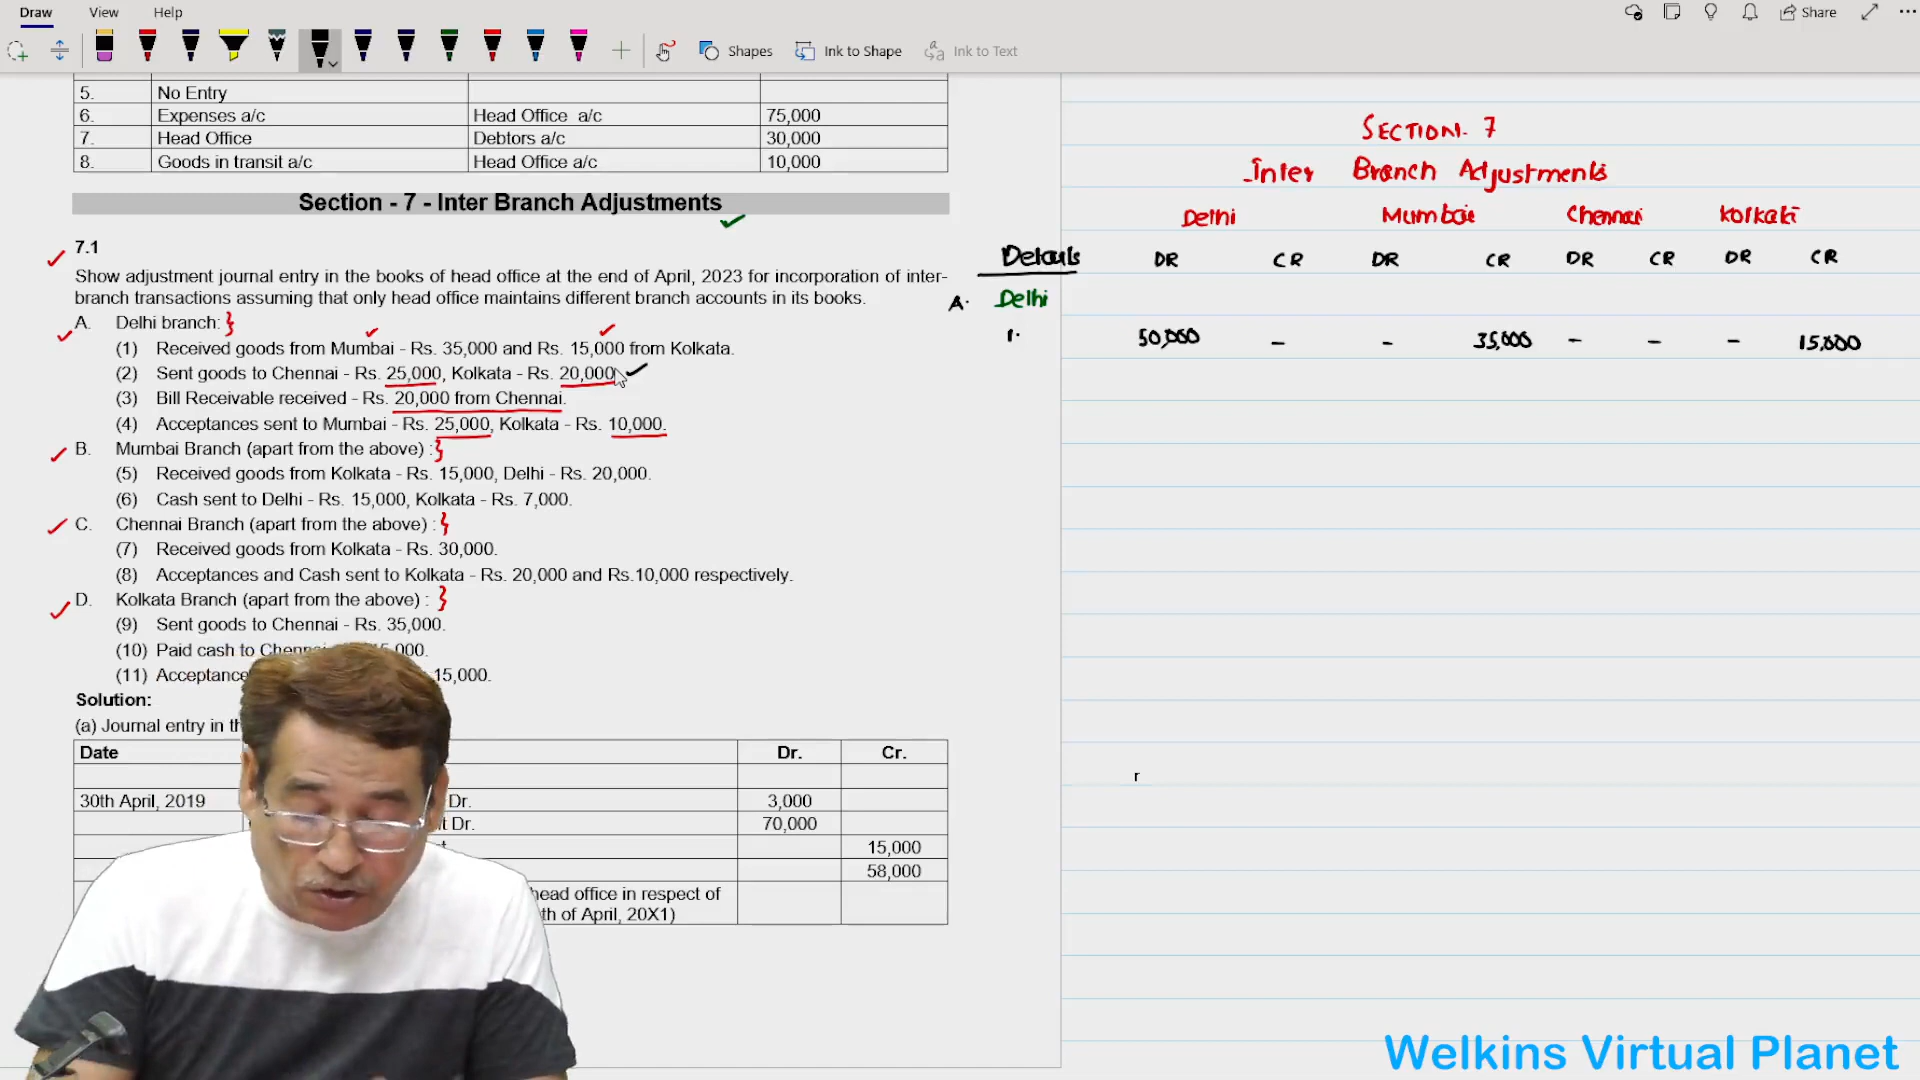 Draw View Help
Share
Shapes Ink to Shape Ink to Text
5. No Entry
6. Expenses a/c Head Office a/c 75,000
7. Head Office Debtors a/c 30,000
8. Goods in transit a/c Head Office a/c 10,000
Section - 7 - Inter Branch Adjustments
7.1
Show adjustment journal entry in the books of head office at the end of April, 2023 for incorporation of inter-
branch transactions assuming that only head office maintains different branch accounts in its books.
A. Delhi branch:
(1) Received goods from Mumbai - Rs. 35,000 and Rs. 15,000 from Kolkata.
(2) Sent goods to Chennai - Rs. 25,000, Kolkata - Rs. 20,000
(3) Bill Receivable received - Rs. 20,000 from Chennai.
(4) Acceptances sent to Mumbai - Rs. 25,000, Kolkata - Rs. 10,000.
B. Mumbai Branch (apart from the above) :
(5) Received goods from Kolkata - Rs. 15,000, Delhi - Rs. 20,000.
(6) Cash sent to Delhi - Rs. 15,000, Kolkata - Rs. 7,000.
C. Chennai Branch (apart from the above) :
(7) Received goods from Kolkata - Rs. 30,000.
(8) Acceptances and Cash sent to Kolkata - Rs. 20,000 and Rs.10,000 respectively.
D. Kolkata Branch (apart from the above) :
(9) Sent goods to Chennai - Rs. 35,000.
(10) Paid cash to
(11) 15,000.
Solution:
(a) Journal entry in
Date Dr. Cr.
30th April, 2019 Dr. 3,000
Dr. 70,000
15,000
58,000
head office in respect of
of April, 20X1)
SECTION. 7
Inter Branch Adjustments
Delhi Mumbai Chennai Kolkata
Details DR CR DR CR DR CR DR CR
A. Delhi
1. 50,000 - - 35,000 - - - 15,000
r
Welkins Virtual Planet